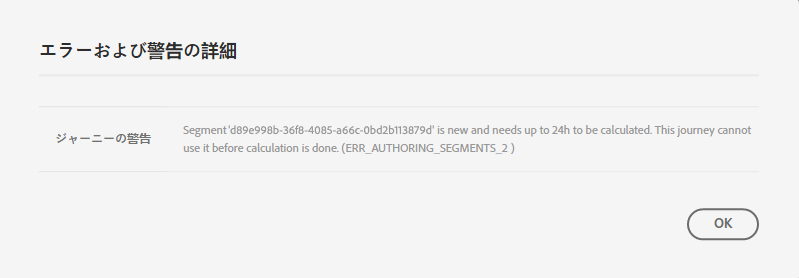 エラーおよび警告の詳細
ジャーニーの警告
Segment 'd89e998b-36f8-4085-a66c-0bd2b113879d' is new and needs up to 24h to be calculated. This journey cannot
use it before calculation is done. (ERR_AUTHORING_SEGMENTS_2 )
OK